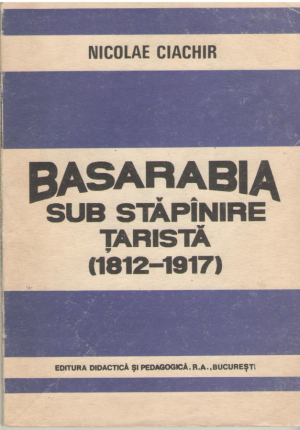 NICOLAE CIACHIR
BASARABIA
SUB STĂPÎNIRE
ȚARISTĂ
(1812-1917)
EDITURA DIDACTICĂ ȘI PEDAGOGICĂ, R.A., BUCUREȘTI